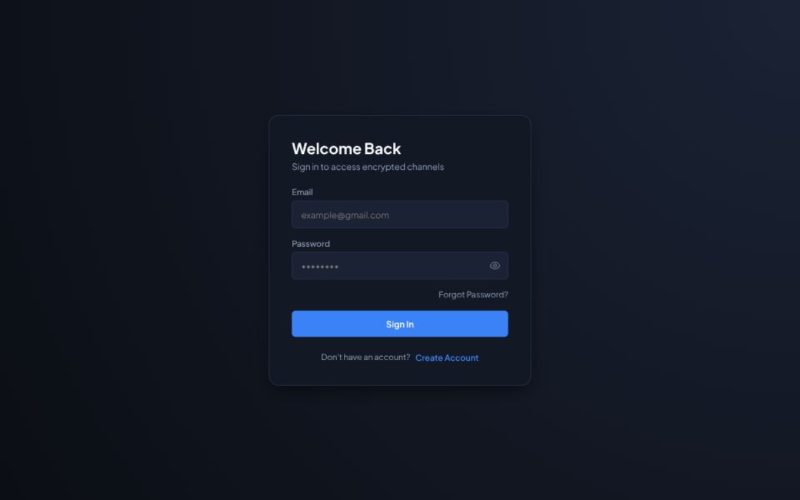 Welcome Back
Sign in to access encrypted channels
Email
example@gmail.com
Password
********
Forgot Password?
Sign In
Don't have an account? Create Account